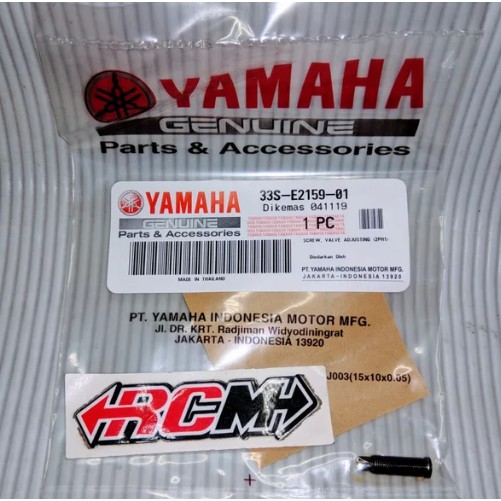 YAMAHA
GENUINE
Parts & Accessories
YAMAHA
GENUINE
Parts & Accessories
33S-E2159-01
Dikemas 041119
1 PC
SCREW, VALVE ADJUSTING (2PH1)
MADE IN THAILAND
Diedarkan Oleh
PT.YAMAHA INDONESIA MOTOR MFG.
JAKARTA-INDONESIA 13920
PT. YAMAHA INDONESIA MOTOR MFG.
Jl. DR. KRT. Radjiman Widyodiningrat
JAKARTA - INDONESIA 13920
J003(15x10x0.05)
RCM